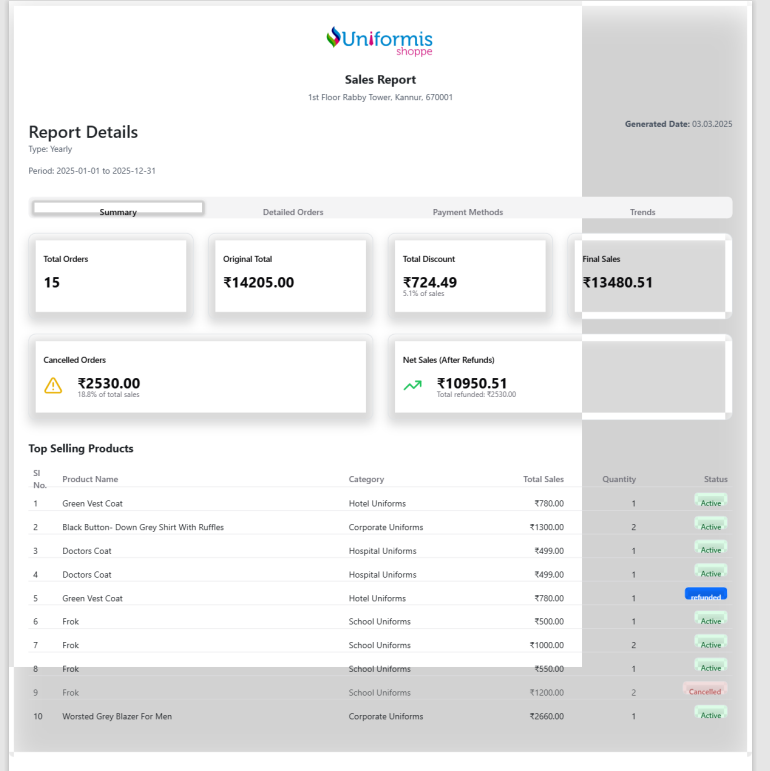 Uniformis
shoppe
Sales Report
1st Floor Rabby Tower, Kannur, 670001
Generated Date: 03.03.2025
Report Details
Type: Yearly
Period: 2025-01-01 to 2025-12-31
Summary Detailed Orders Payment Methods Trends
Total Orders Original Total Total Discount Final Sales
15 ₹14205.00 ₹724.49 ₹13480.51
5.1% of sales
Cancelled Orders Net Sales (After Refunds)
₹2530.00 ₹10950.51
18.8% of total sales Total refunded: ₹2530.00
Top Selling Products
Sl No. Product Name Category Total Sales Quantity Status
1 Green Vest Coat Hotel Uniforms ₹780.00 1 Active
2 Black Button- Down Grey Shirt With Ruffles Corporate Uniforms ₹1300.00 2 Active
3 Doctors Coat Hospital Uniforms ₹499.00 1 Active
4 Doctors Coat Hospital Uniforms ₹499.00 1 Active
5 Green Vest Coat Hotel Uniforms ₹780.00 1 refunded
6 Frok School Uniforms ₹500.00 1 Active
7 Frok School Uniforms ₹1000.00 2 Active
8 Frok School Uniforms ₹550.00 1 Active
9 Frok School Uniforms ₹1200.00 2 Cancelled
10 Worsted Grey Blazer For Men Corporate Uniforms ₹2660.00 1 Active